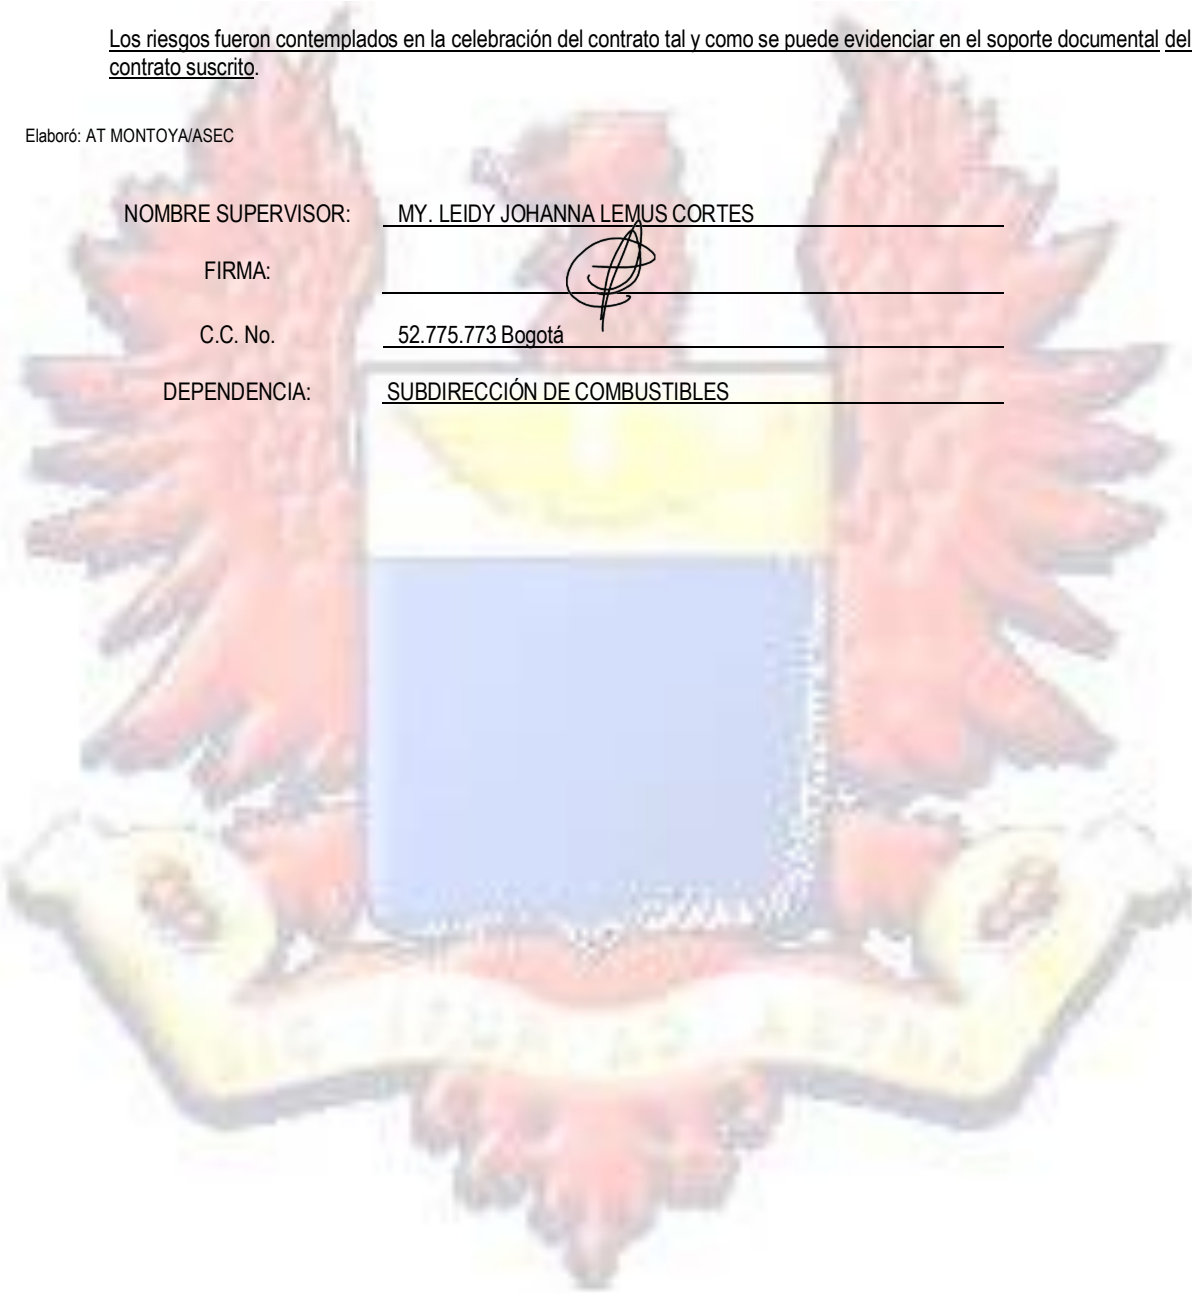 Los riesgos fueron contemplados en la celebración del contrato tal y como se puede evidenciar en el soporte documental del
contrato suscrito.
Elaboró: AT MONTOYA/ASEC
NOMBRE SUPERVISOR: MY. LEIDY JOHANNA LEMUS CORTES
FIRMA:
C.C. No. 52.775.773 Bogotá
DEPENDENCIA: SUBDIRECCIÓN DE COMBUSTIBLES